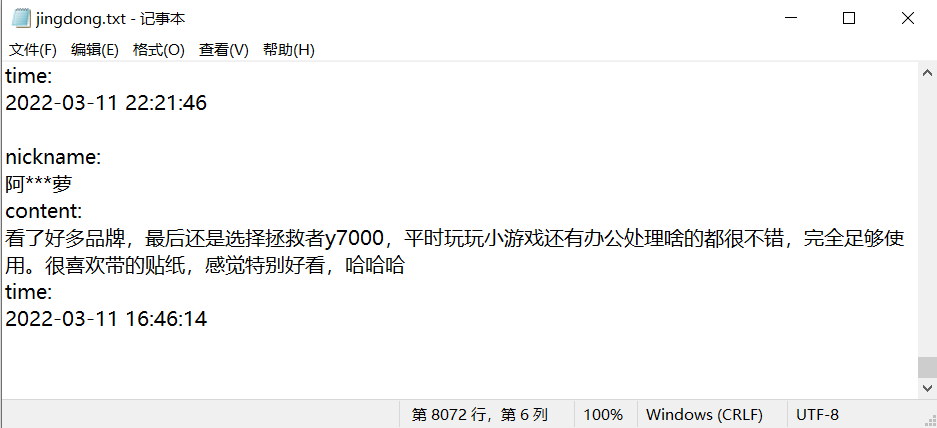 jingdong.txt - 记事本
文件(F) 编辑(E) 格式(O) 查看(V) 帮助(H)
time:
2022-03-11 22:21:46
nickname:
阿***萝
content:
看了好多品牌，最后还是选择拯救者y7000，平时玩玩小游戏还有办公处理啥的都很不错，完全足够使
用。很喜欢带的贴纸，感觉特别好看，哈哈哈
time:
2022-03-11 16:46:14
第 8072 行，第 6 列 100% Windows (CRLF) UTF-8